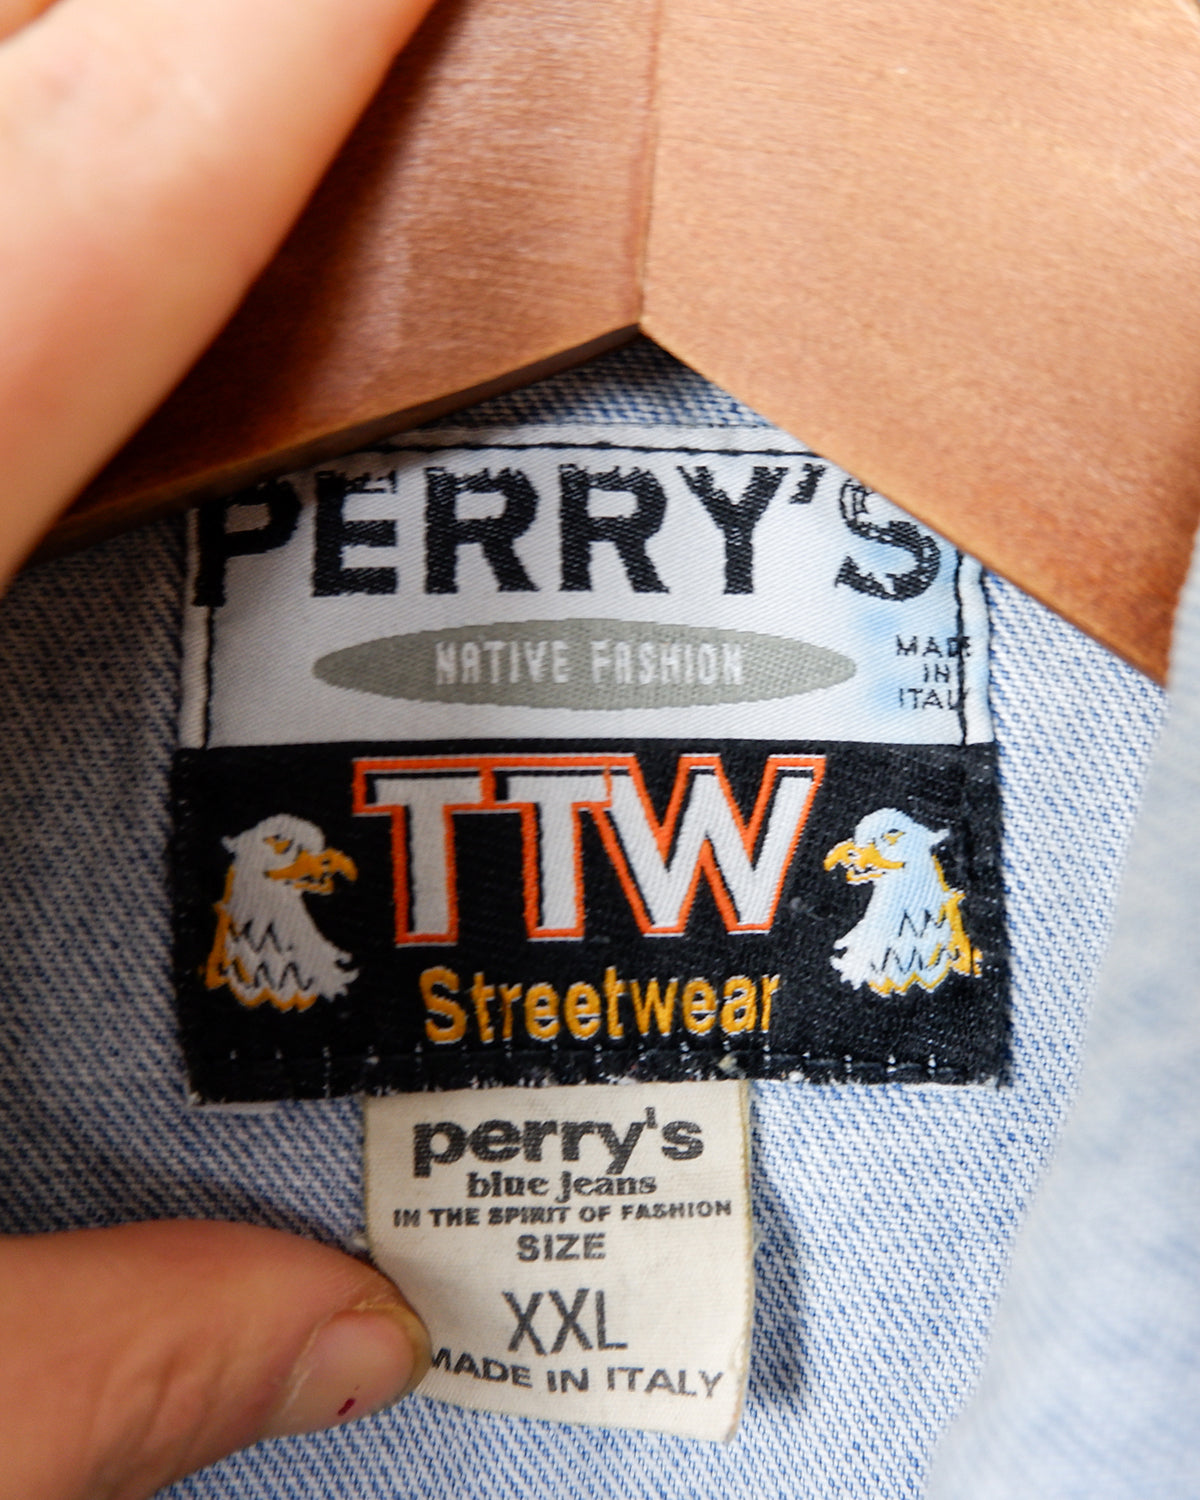 PERRY'S
NATIVE FASHION
MADE
IN
ITALY
TTW
Streetwear
perry's
blue jeans
IN THE SPIRIT OF FASHION
SIZE
XXL
MADE IN ITALY